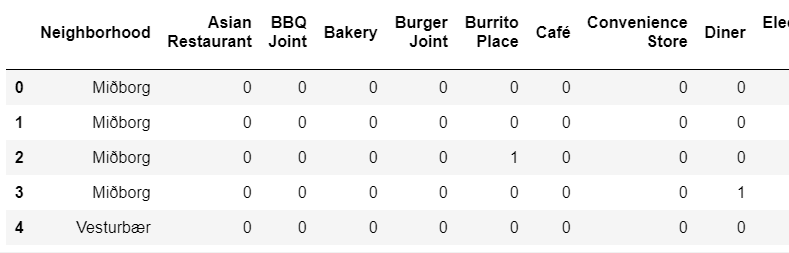 Neighborhood Asian Restaurant BBQ Joint Bakery Burger Joint Burrito Place Café Convenience Store Diner
0 Miðborg 0 0 0 0 0 0 0 0
1 Miðborg 0 0 0 0 0 0 0 0
2 Miðborg 0 0 0 0 1 0 0 0
3 Miðborg 0 0 0 0 0 0 0 1
4 Vesturbær 0 0 0 0 0 0 0 0